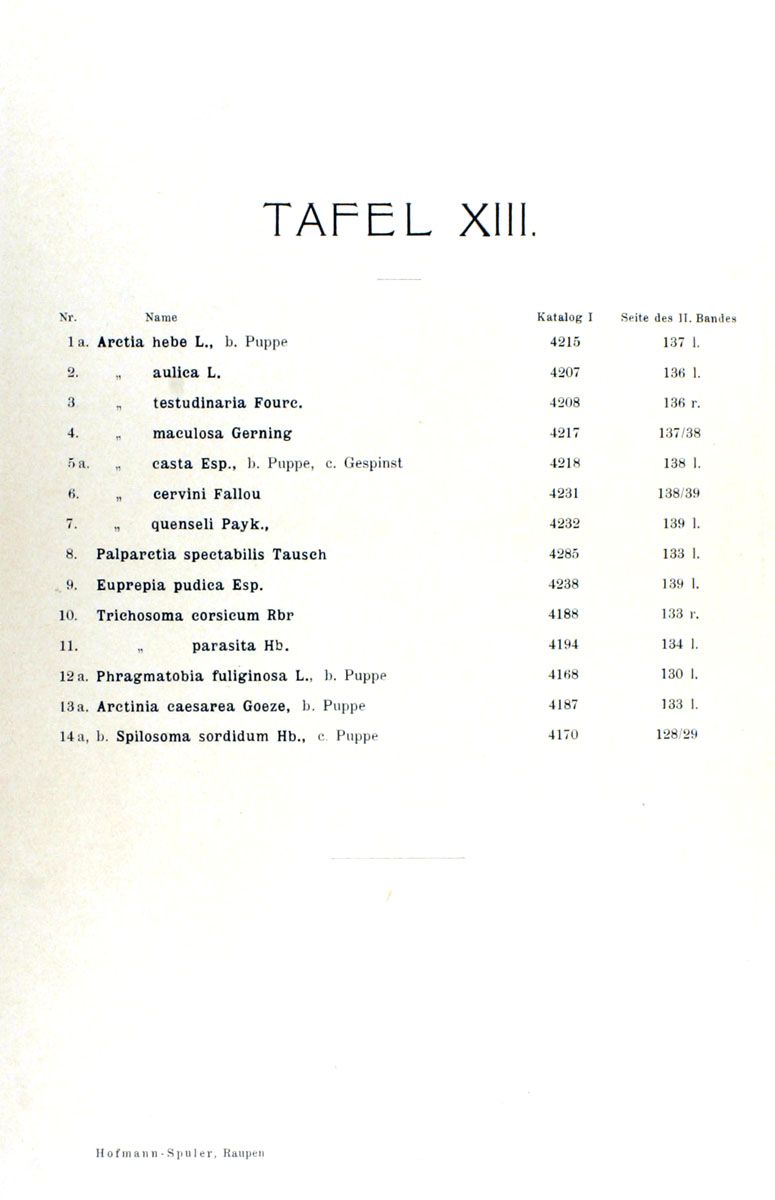 TAFEL XIII.
Nr. Name Katalog I Seite des II. Bandes
1a. Arctia hebe L., b. Puppe 4215 137 l.
2. „ aulica L. 4207 136 l.
3 „ testudinaria Fourc. 4208 136 r.
4. „ maculosa Gerning 4217 137/38
5a. „ casta Esp., b. Puppe, c. Gespinst 4218 138 l.
6. „ cervini Fallou 4231 138/39
7. „ quenseli Payk., 4232 139 l.
8. Palparctia spectabilis Tausch 4285 133 l.
9. Euprepia pudica Esp. 4238 139 l.
10. Trichosoma corsicum Rbr 4188 133 r.
11. „ parasita Hb. 4194 134 l.
12a. Phragmatobia fuliginosa L., b. Puppe 4168 130 l.
13a. Arctinia caesarea Goeze, b. Puppe 4187 133 l.
14a, b. Spilosoma sordidum Hb., c. Puppe 4170 128/29
Hofmann-Spuler, Raupen